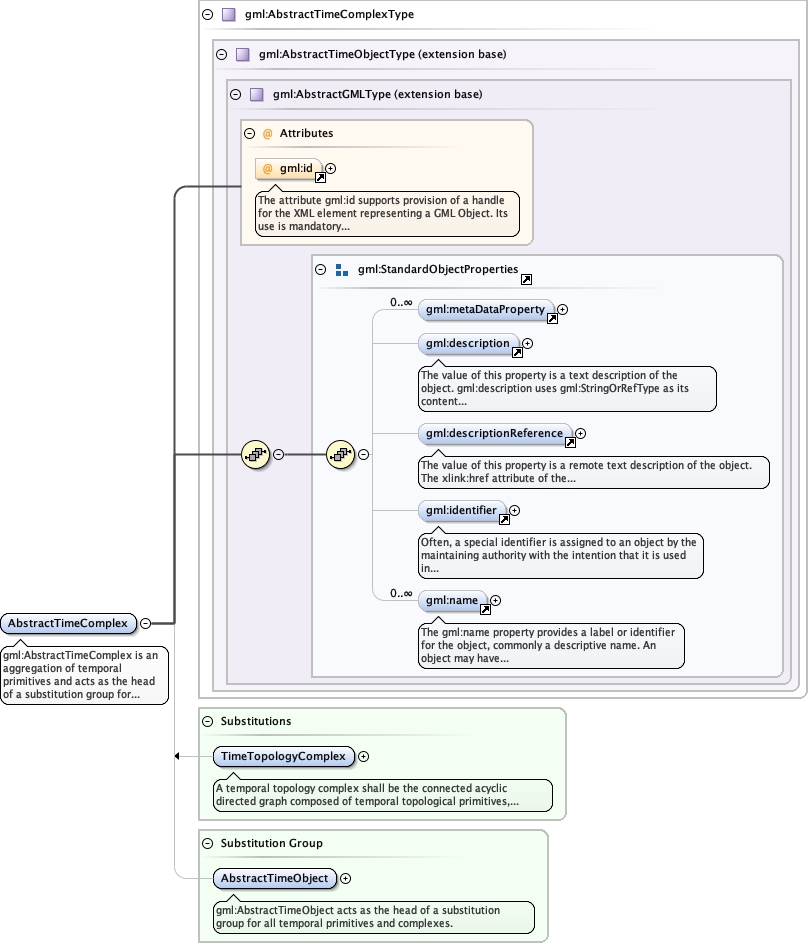 gml:AbstractTimeComplexType
gml:AbstractTimeObjectType (extension base)
gml:AbstractGMLType (extension base)
@ Attributes
@ gml:id
The attribute gml:id supports provision of a handle
for the XML element representing a GML Object. Its
use is mandatory...
gml:StandardObjectProperties
0..∞
gml:metaDataProperty
gml:description
The value of this property is a text description of the
object. gml:description uses gml:StringOrRefType as its
content...
gml:descriptionReference
The value of this property is a remote text description of the object.
The xlink:href attribute of the...
gml:identifier
Often, a special identifier is assigned to an object by the
maintaining authority with the intention that it is used
in...
0..∞
gml:name
The gml:name property provides a label or identifier
for the object, commonly a descriptive name. An
object may have...
AbstractTimeComplex
gml:AbstractTimeComplex is an
aggregation of temporal
primitives and acts as the head
of a substitution group for...
Substitutions
TimeTopologyComplex
A temporal topology complex shall be the connected acyclic
directed graph composed of temporal topological primitives,...
Substitution Group
AbstractTimeObject
gml:AbstractTimeObject acts as the head of a substitution
group for all temporal primitives and complexes.